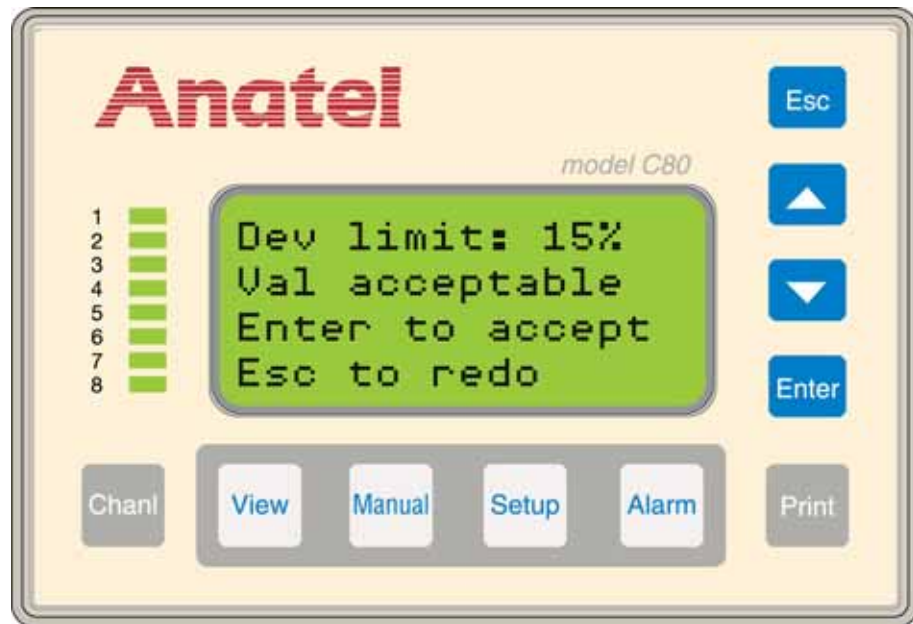 Anatel
model C80
Esc
1
2
3
4
5
6
7
8
Dev limit: 15%
Val acceptable
Enter to accept
Esc to redo
Enter
Chanl
View
Manual
Setup
Alarm
Print